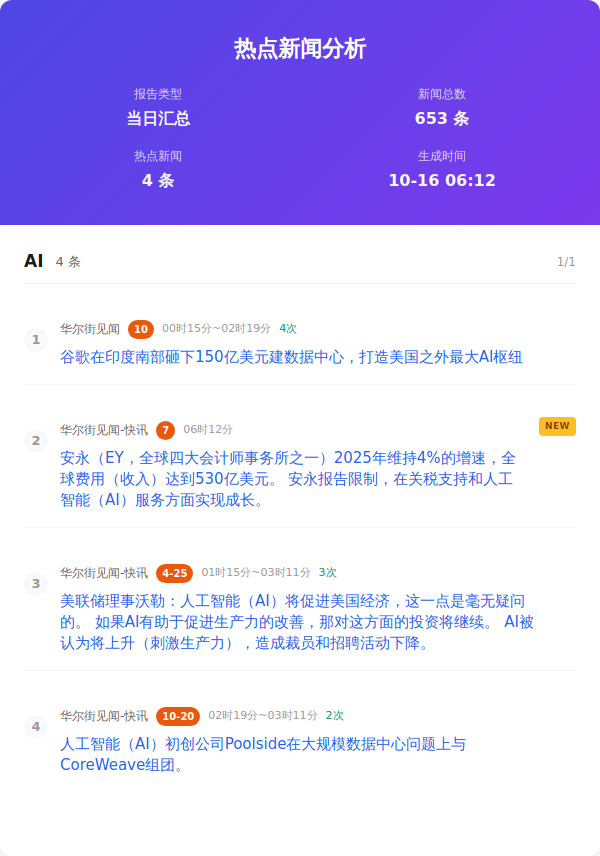 热点新闻分析
报告类型
当日汇总
新闻总数
653 条
热点新闻
4 条
生成时间
10-16 06:12
AI 4 条 1/1
1 华尔街见闻 10 00时15分~02时19分 4次
谷歌在印度南部砸下150亿美元建数据中心，打造美国之外最大AI枢纽
2 华尔街见闻-快讯 7 06时12分 NEW
安永（EY，全球四大会计师事务所之一）2025年维持4%的增速，全
球费用（收入）达到530亿美元。 安永报告限制，在关税支持和人工
智能（AI）服务方面实现成长。
3 华尔街见闻-快讯 4-25 01时15分~03时11分 3次
美联储理事沃勒：人工智能（AI）将促进美国经济，这一点是毫无疑问
的。 如果AI有助于促进生产力的改善，那对这方面的投资将继续。 AI被
认为将上升（刺激生产力），造成裁员和招聘活动下降。
4 华尔街见闻-快讯 10-20 02时19分~03时11分 2次
人工智能（AI）初创公司Poolside在大规模数据中心问题上与
CoreWeave组团。